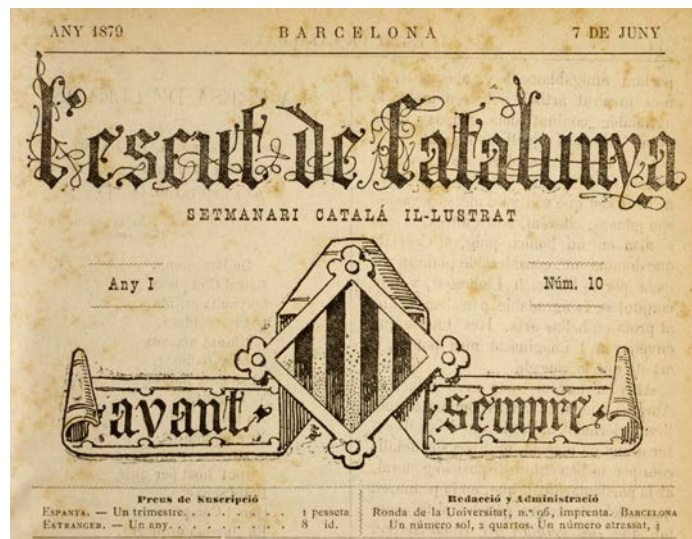 ANY 1879 BARCELONA 7 DE JUNY
L'escut de Catalunya
SETMANARI CATALÁ IL-LUSTRAT
Any I
Núm. 10
avant sempre
Preus de Suscripció
ESPANYA. — Un trimestre. . . . . . . . 1 pesseta
ESTRANGER. — Un any. . . . . . . . . 8 id.
Redacció y Administració
Ronda de la Universitat, n.º 96, imprenta. BARCELONA
Un número sol, 2 quartos. Un número atrassat, 4